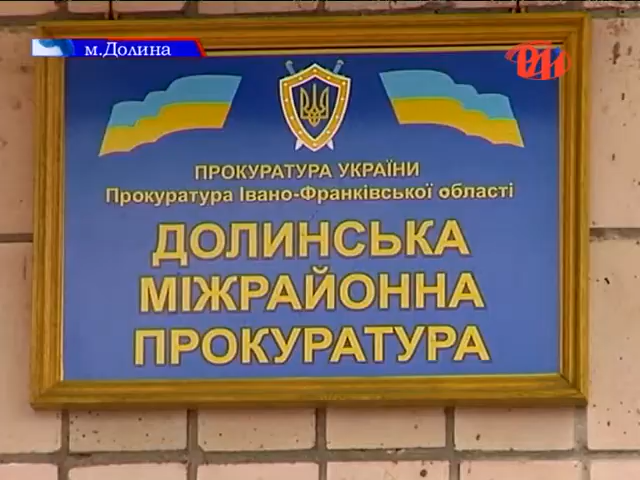 м.Долина
ПРОКУРАТУРА УКРАЇНИ
Прокуратура Івано-Франківської області
ДОЛИНСЬКА
МІЖРАЙОННА
ПРОКУРАТУРА